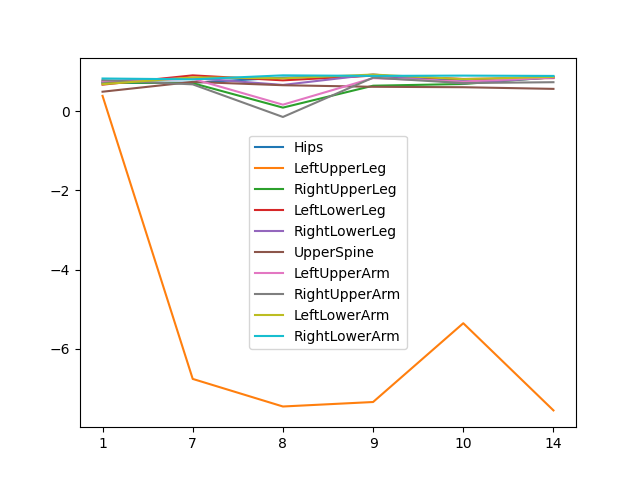 0
−2
−4
−6
1 7 8 9 10 14
Hips
LeftUpperLeg
RightUpperLeg
LeftLowerLeg
RightLowerLeg
UpperSpine
LeftUpperArm
RightUpperArm
LeftLowerArm
RightLowerArm